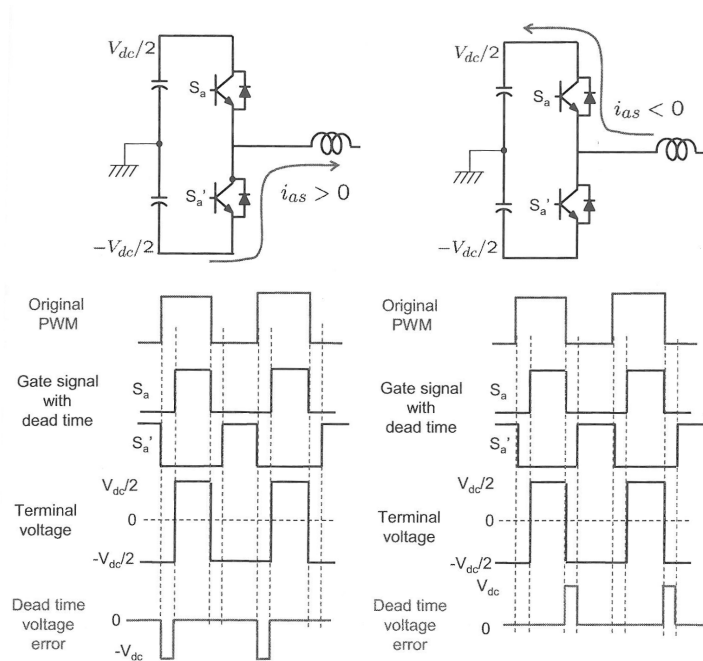 V_dc/2
S_a
i_as > 0
S_a'
-V_dc/2
V_dc/2
S_a
i_as < 0
S_a'
-V_dc/2
Original
PWM
Gate signal
with
dead time
S_a
S_a'
Terminal
voltage
V_dc/2
0
-V_dc/2
Dead time
voltage
error
0
-V_dc
Original
PWM
Gate signal
with
dead time
S_a
S_a'
Terminal
voltage
V_dc/2
0
-V_dc/2
Dead time
voltage
error
V_dc
0